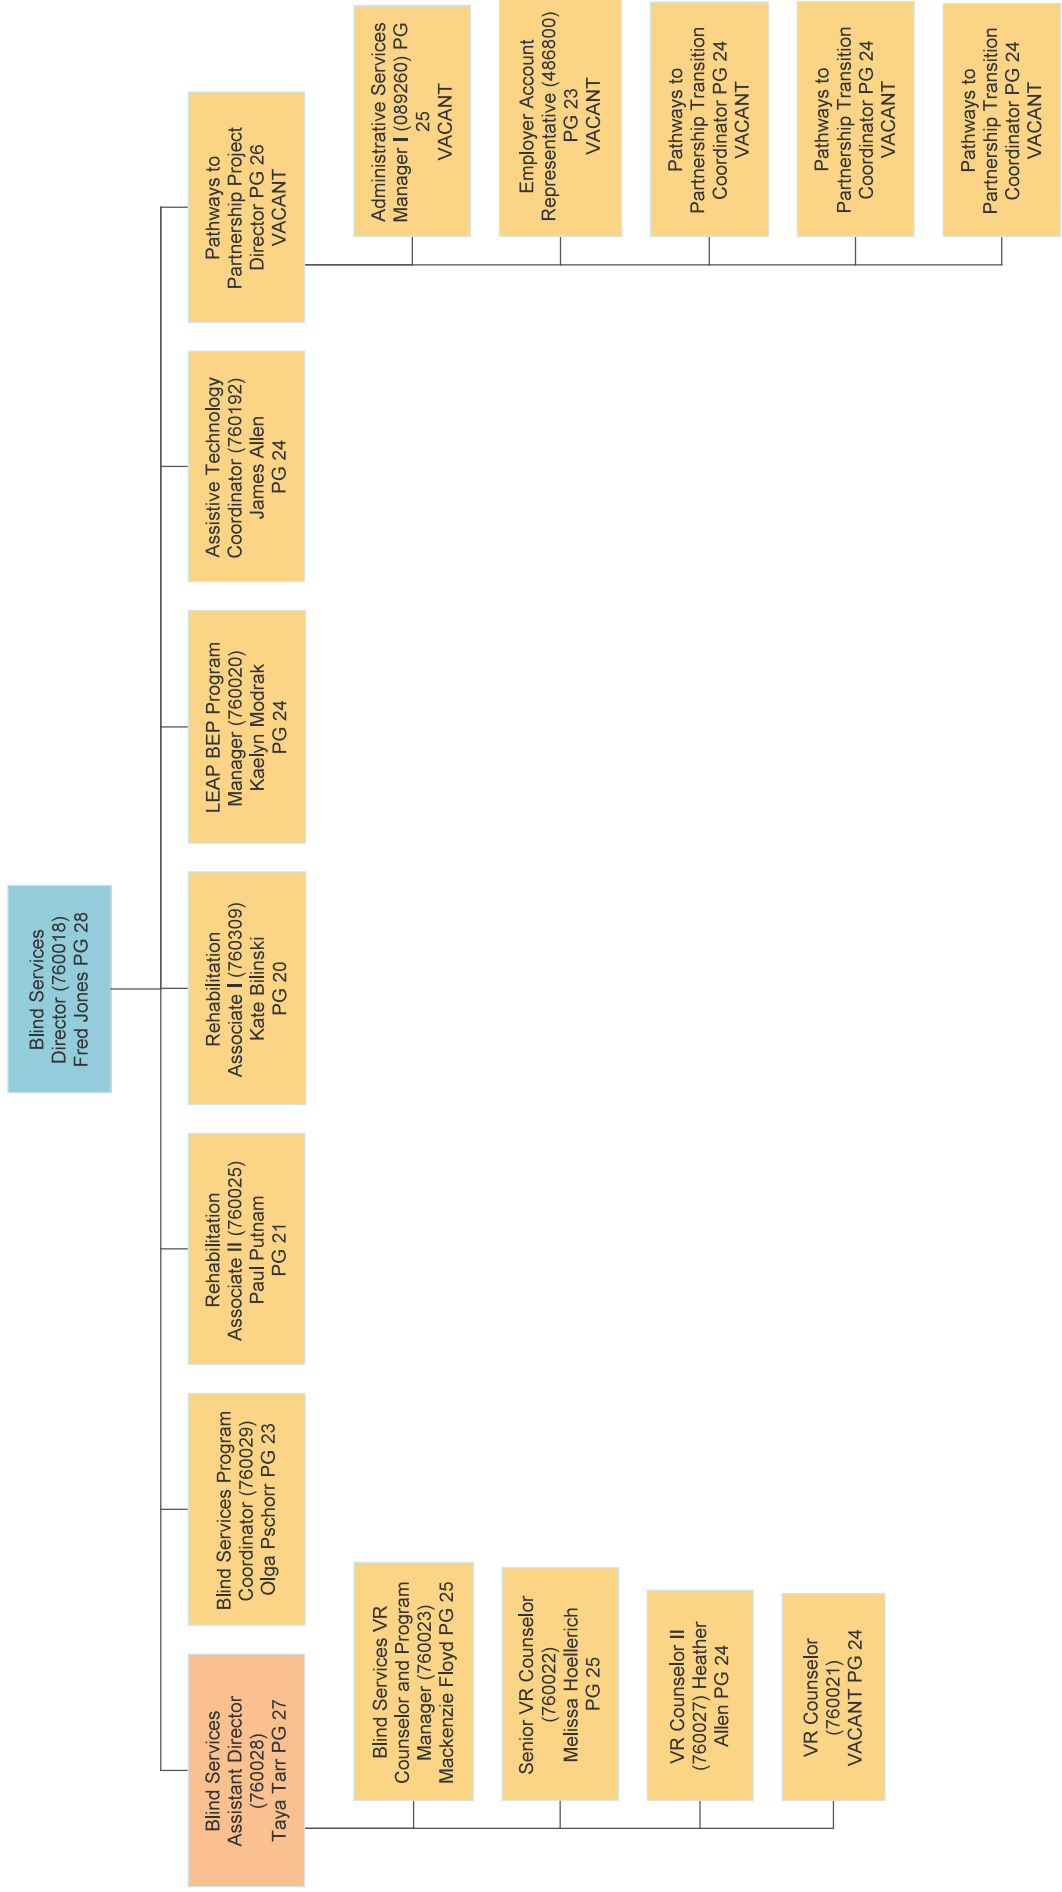 Blind Services
Director (760018)
Fred Jones PG 28
Blind Services
Assistant Director
(760028)
Taya Tarr PG 27
Blind Services Program
Coordinator (760029)
Olga Pschorr PG 23
Rehabilitation
Associate II (760025)
Paul Putnam
PG 21
Rehabilitation
Associate I (760309)
Kate Bilinski
PG 20
LEAP BEP Program
Manager (760020)
Kaelyn Modrak
PG 24
Assistive Technology
Coordinator (760192)
James Allen
PG 24
Pathways to
Partnership Project
Director PG 26
VACANT
Blind Services VR
Counselor and Program
Manager (760023)
Mackenzie Floyd PG 25
Senior VR Counselor
(760022)
Melissa Hoellerich
PG 25
VR Counselor II
(760027) Heather
Allen PG 24
VR Counselor
(760021)
VACANT PG 24
Administrative Services
Manager I (089260) PG
25
VACANT
Employer Account
Representative (486800)
PG 23
VACANT
Pathways to
Partnership Transition
Coordinator PG 24
VACANT
Pathways to
Partnership Transition
Coordinator PG 24
VACANT
Pathways to
Partnership Transition
Coordinator PG 24
VACANT